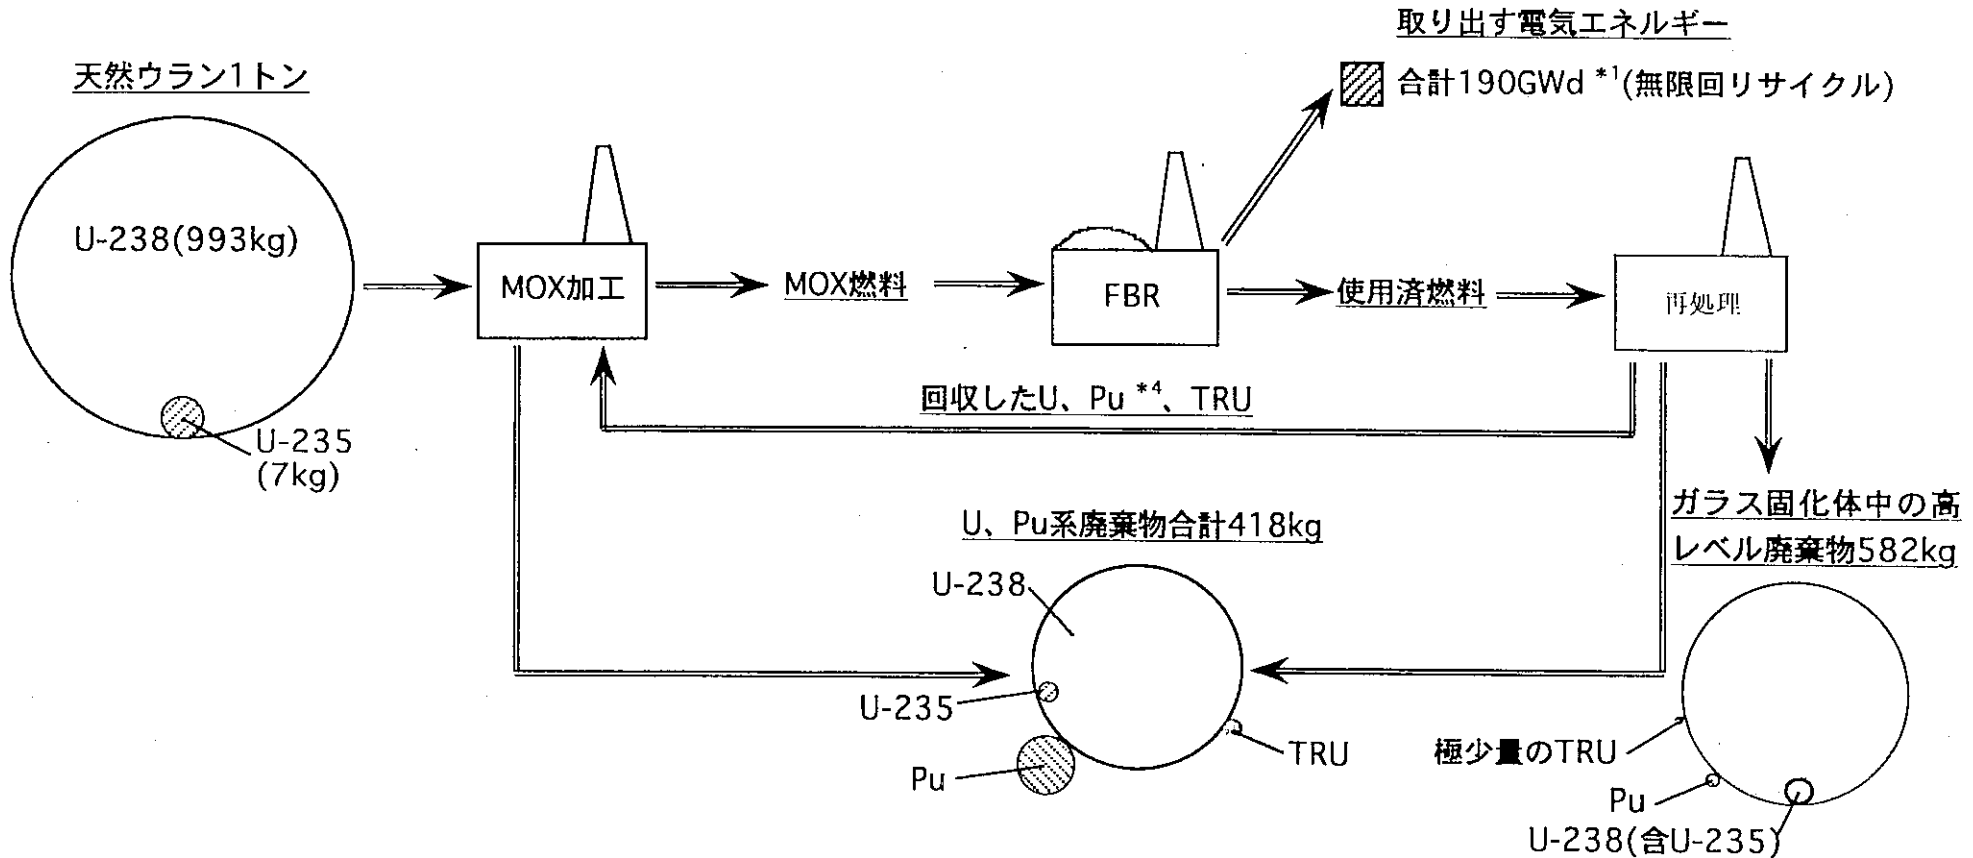 取り出す電気エネルギー
天然ウラン1トン
合計190GWd *1(無限回リサイクル)
U-238(993kg)
MOX加工
MOX燃料
FBR
使用済燃料
再処理
回収したU、Pu *4、TRU
U-235
(7kg)
ガラス固化体中の高
レベル廃棄物582kg
U、Pu系廃棄物合計418kg
U-238
U-235
TRU
Pu
極少量のTRU
Pu
U-238(含U-235)